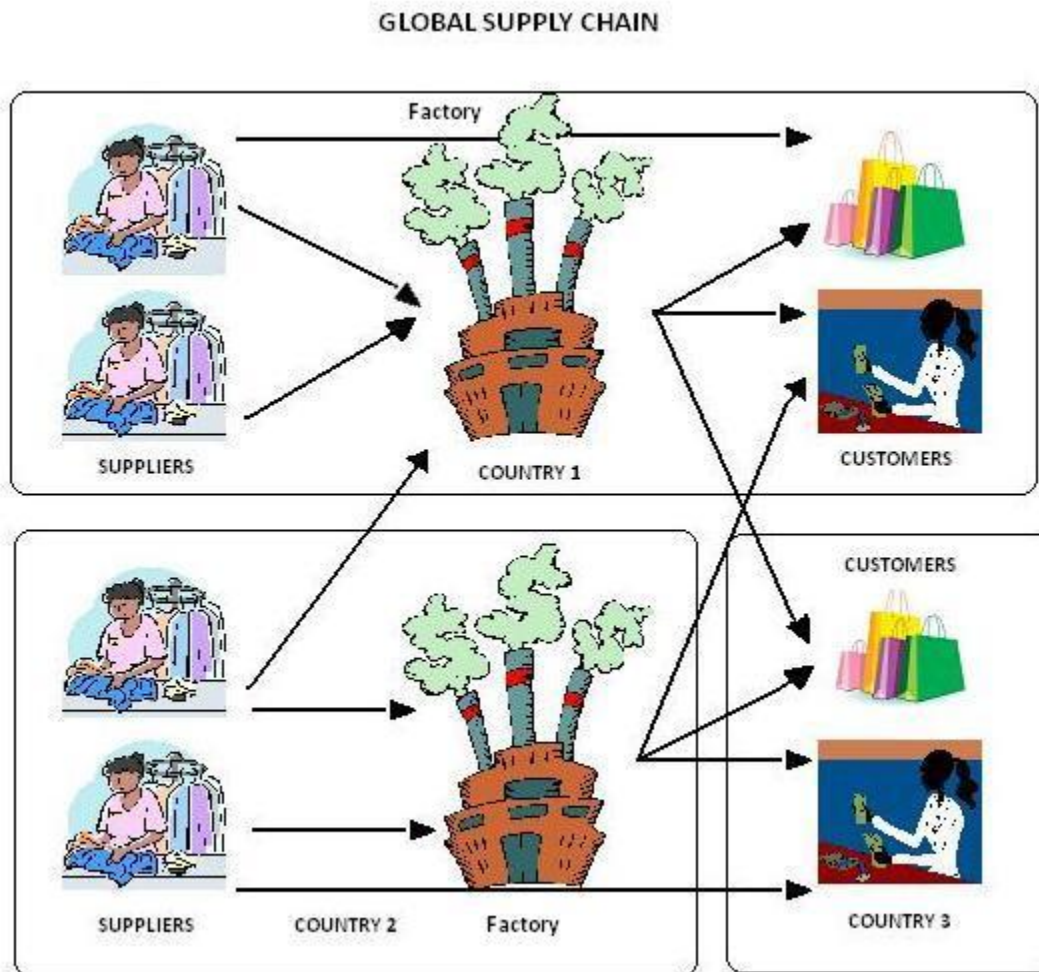 GLOBAL SUPPLY CHAIN
Factory
SUPPLIERS
COUNTRY 1
CUSTOMERS
CUSTOMERS
SUPPLIERS
COUNTRY 2
Factory
COUNTRY 3